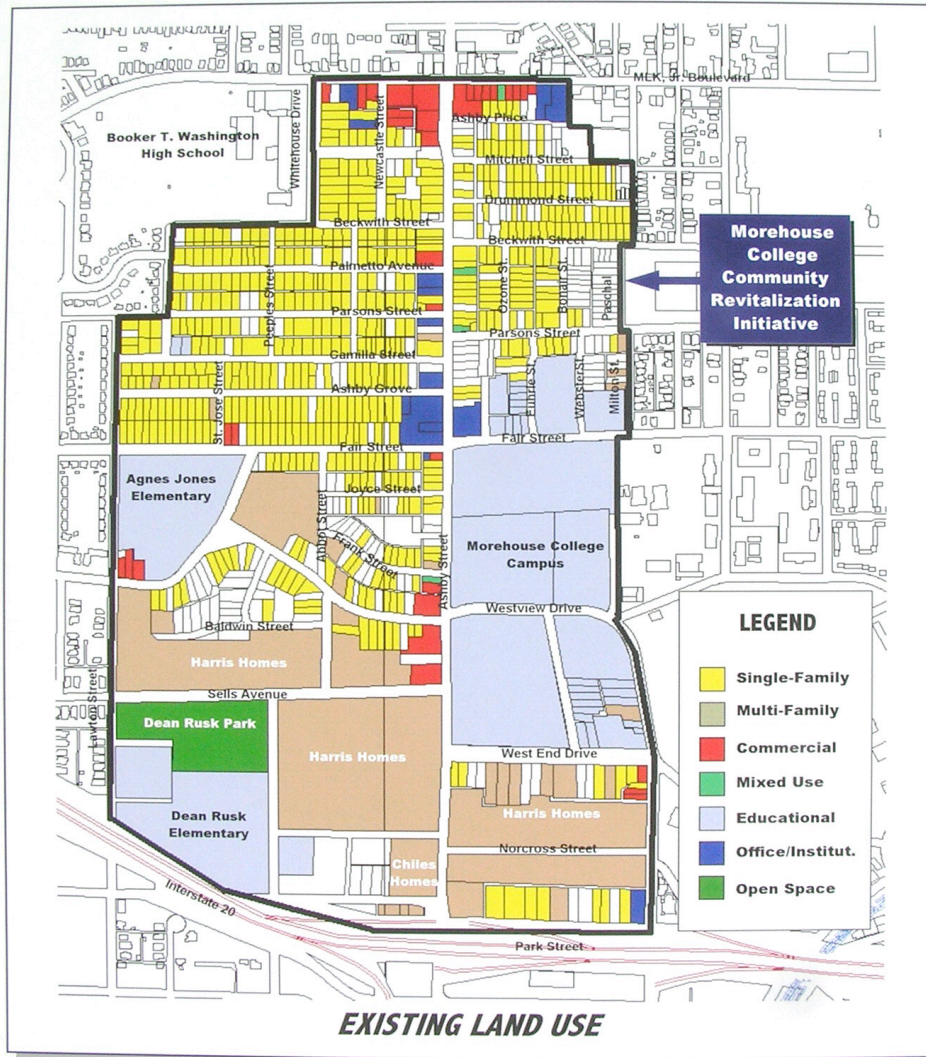 MLK, Jr. Boulevard
Booker T. Washington
High School
Whitehouse Drive
Newcastle Street
Ashby Place
Mitchell Street
Drummond Street
Beckwith Street
Beckwith Street
Morehouse
College
Community
Revitalization
Initiative
Palmetto Avenue
Peeples Street
Ozone St.
Bonair St.
Paschal
Parsons Street
Parsons Street
Camilla Street
Ashby Grove
St. Jose Street
Euharlee St.
Webster St.
Milton St.
Fair Street
Fair Street
Agnes Jones
Elementary
Joyce Street
Abbot Street
Frank Street
Ashby Street
Morehouse College
Campus
Westview Drive
Baldwin Street
Harris Homes
Sells Avenue
Lawton Street
Dean Rusk Park
Harris Homes
West End Drive
Dean Rusk
Elementary
Harris Homes
Norcross Street
Chiles
Homes
Interstate 20
Park Street
LEGEND
Single-Family
Multi-Family
Commercial
Mixed Use
Educational
Office/Institut.
Open Space
EXISTING LAND USE